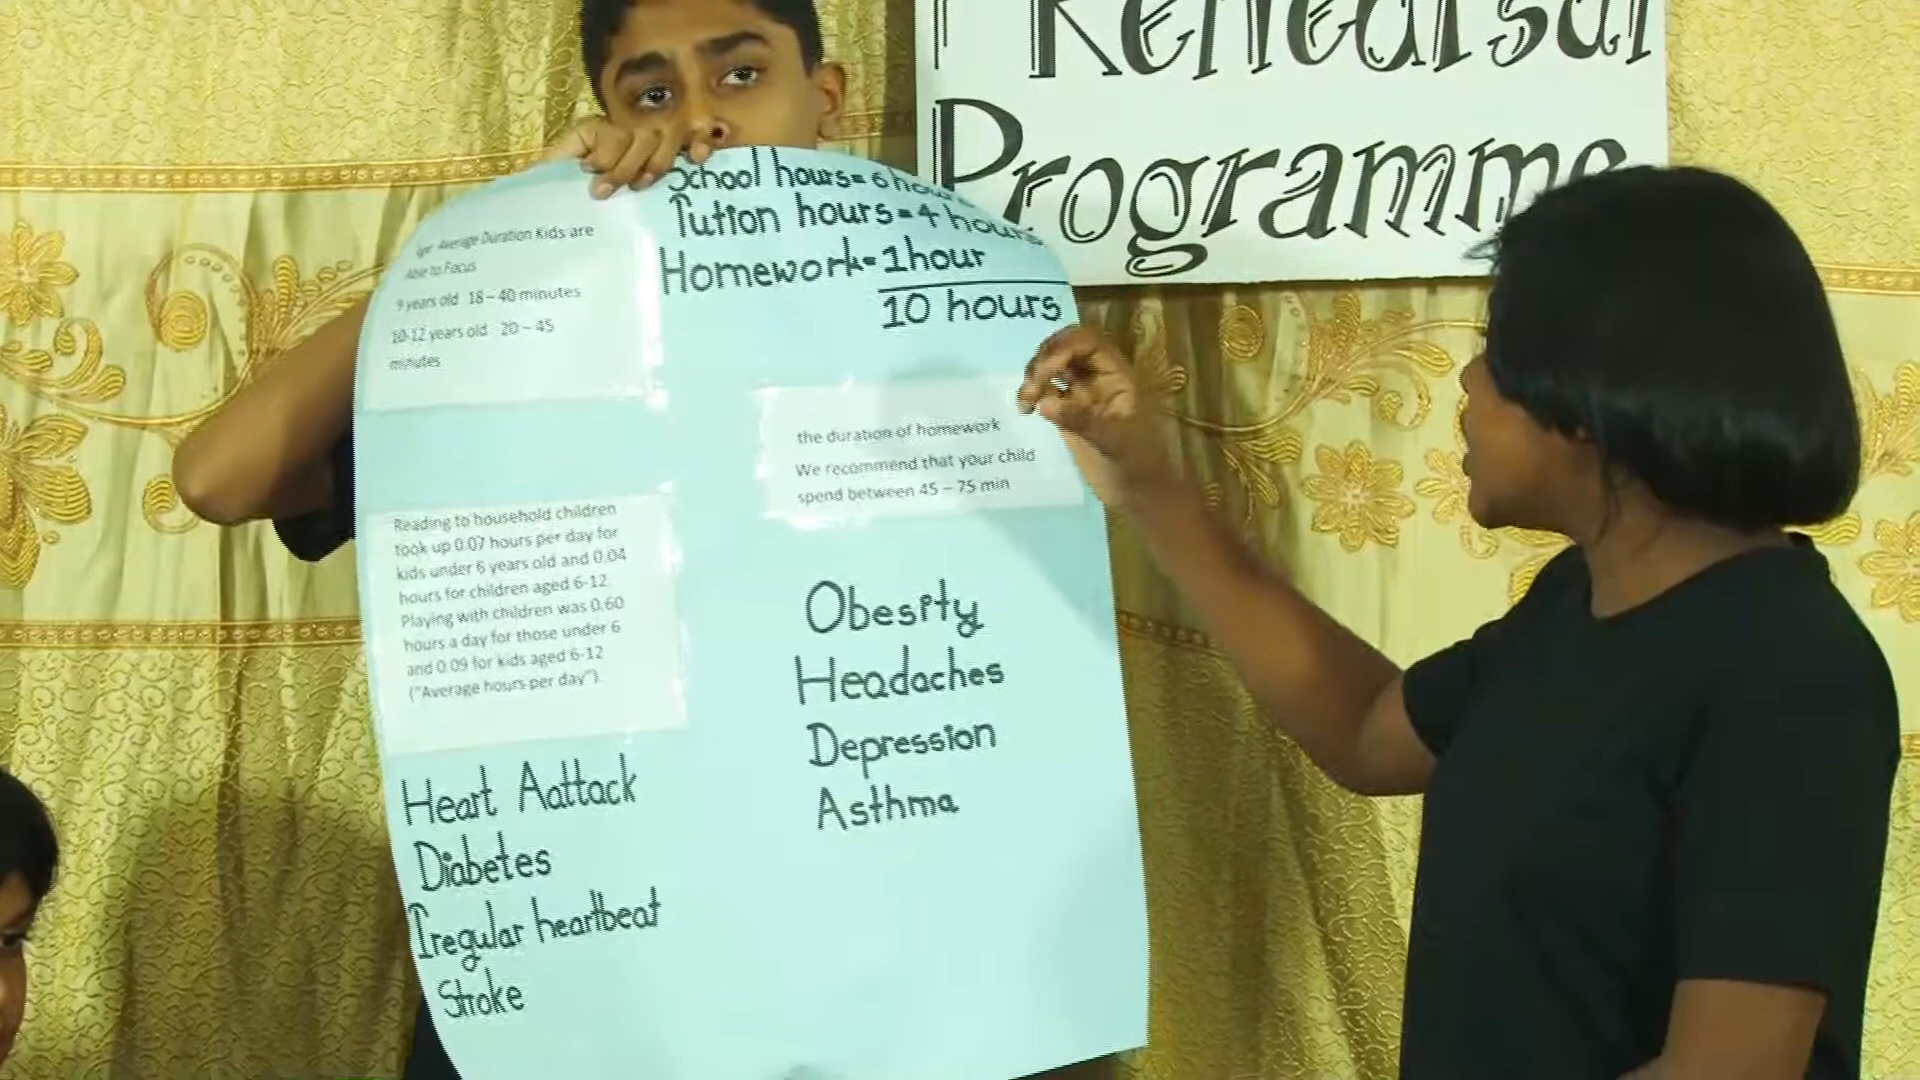 Rehearsal
Programme
School hours = 6 hours
Tution hours = 4 hours
Homework = 1hour
10 hours
Age Average Duration Kids are
Able to Focus
9 years old 18 – 40 minutes
10-12 years old 20 – 45
minutes
the duration of homework
We recommend that your child
spend between 45 – 75 min
Reading to household children
took up 0.07 hours per day for
kids under 6 years old and 0.04
hours for children aged 6-12
Playing with children was 0.60
hours a day for those under 6
and 0.09 for kids aged 6-12
("Average hours per day").
Obesity
Headaches
Depression
Asthma
Heart Aattack
Diabetes
Iregular heartbeat
Stroke